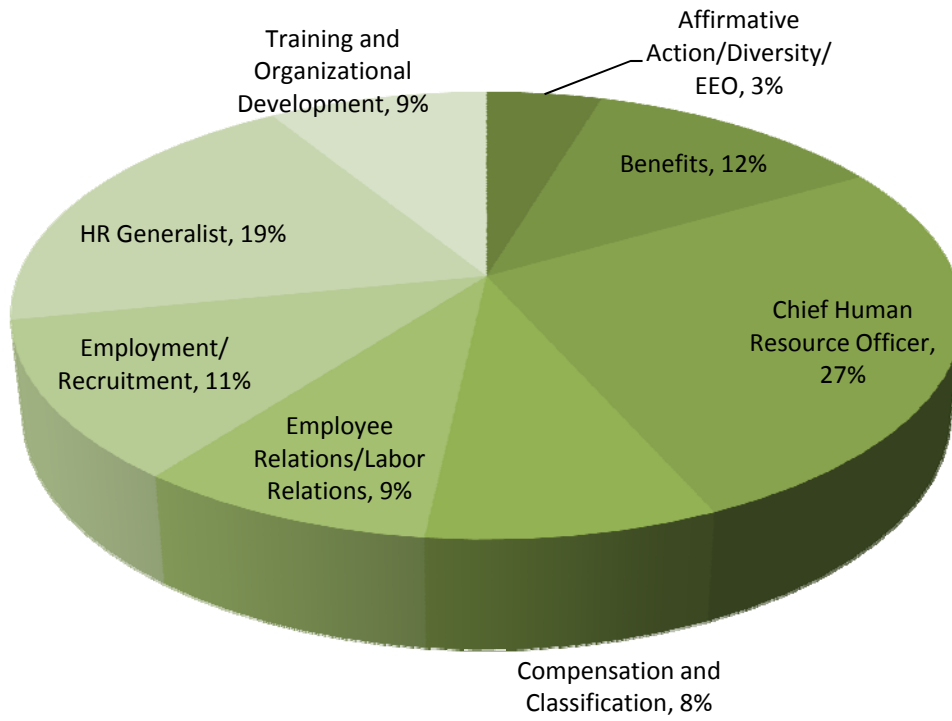 Training and
Organizational
Development, 9%
Affirmative
Action/Diversity/
EEO, 3%
Benefits, 12%
HR Generalist, 19%
Chief Human
Resource Officer,
27%
Employment/
Recruitment, 11%
Employee
Relations/Labor
Relations, 9%
Compensation and
Classification, 8%